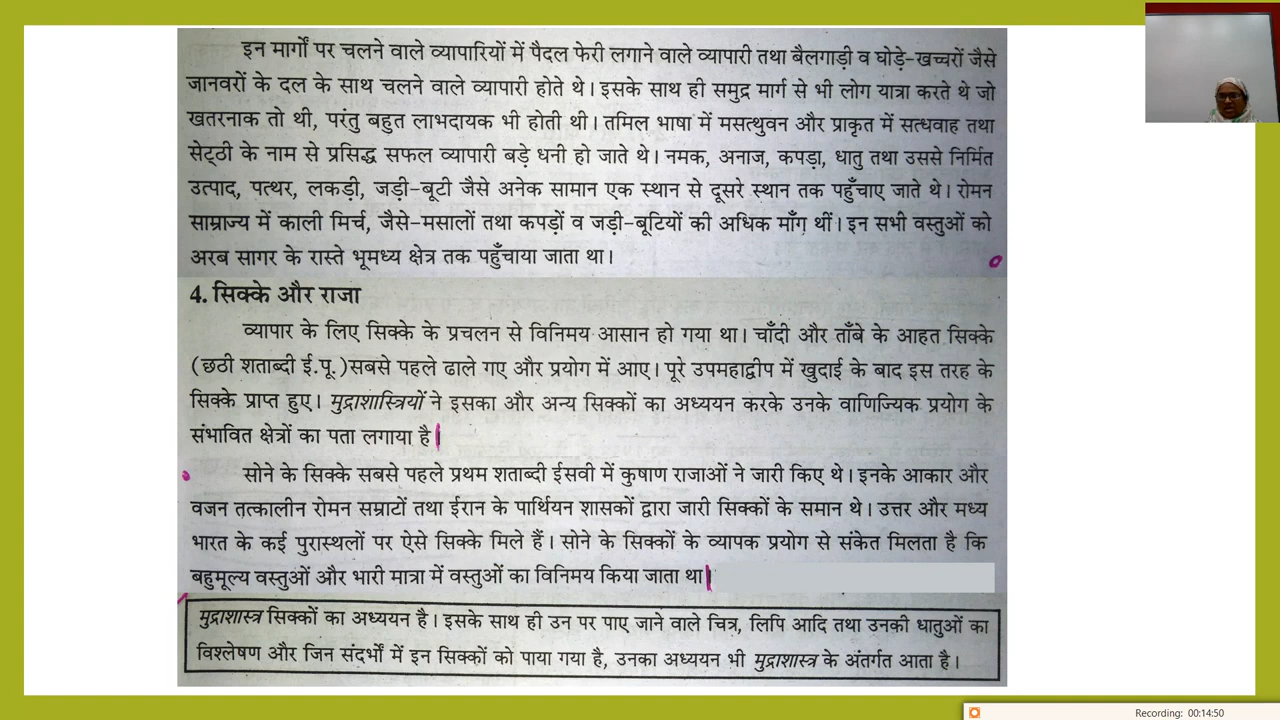 इन मार्गों पर चलने वाले व्यापारियों में पैदल फेरी लगाने वाले व्यापारी तथा बैलगाड़ी व घोड़े-खच्चरों जैसे
जानवरों के दल के साथ चलने वाले व्यापारी होते थे। इसके साथ ही समुद्र मार्ग से भी लोग यात्रा करते थे जो
खतरनाक तो थी, परंतु बहुत लाभदायक भी होती थी। तमिल भाषा में मसत्थुवन और प्राकृत में सत्थवाह तथा
सेट्ठी के नाम से प्रसिद्ध सफल व्यापारी बड़े धनी हो जाते थे। नमक, अनाज, कपड़ा, धातु तथा उससे निर्मित
उत्पाद, पत्थर, लकड़ी, जड़ी-बूटी जैसे अनेक सामान एक स्थान से दूसरे स्थान तक पहुँचाए जाते थे। रोमन
साम्राज्य में काली मिर्च, जैसे-मसालों तथा कपड़ों व जड़ी-बूटियों की अधिक माँग थीं। इन सभी वस्तुओं को
अरब सागर के रास्ते भूमध्य क्षेत्र तक पहुँचाया जाता था।
4. सिक्के और राजा
व्यापार के लिए सिक्के के प्रचलन से विनिमय आसान हो गया था। चाँदी और ताँबे के आहत सिक्के
(छठी शताब्दी ई.पू.)सबसे पहले ढाले गए और प्रयोग में आए। पूरे उपमहाद्वीप में खुदाई के बाद इस तरह के
सिक्के प्राप्त हुए। मुद्राशास्त्रियों ने इसका और अन्य सिक्कों का अध्ययन करके उनके वाणिज्यिक प्रयोग के
संभावित क्षेत्रों का पता लगाया है।
सोने के सिक्के सबसे पहले प्रथम शताब्दी ईसवी में कुषाण राजाओं ने जारी किए थे। इनके आकार और
वजन तत्कालीन रोमन सम्राटों तथा ईरान के पार्थियन शासकों द्वारा जारी सिक्कों के समान थे। उत्तर और मध्य
भारत के कई पुरास्थलों पर ऐसे सिक्के मिले हैं। सोने के सिक्कों के व्यापक प्रयोग से संकेत मिलता है कि
बहुमूल्य वस्तुओं और भारी मात्रा में वस्तुओं का विनिमय किया जाता था।
मुद्राशास्त्र सिक्कों का अध्ययन है। इसके साथ ही उन पर पाए जाने वाले चित्र, लिपि आदि तथा उनकी धातुओं का
विश्लेषण और जिन संदर्भों में इन सिक्कों को पाया गया है, उनका अध्ययन भी मुद्राशास्त्र के अंतर्गत आता है।
Recording: 00:14:50